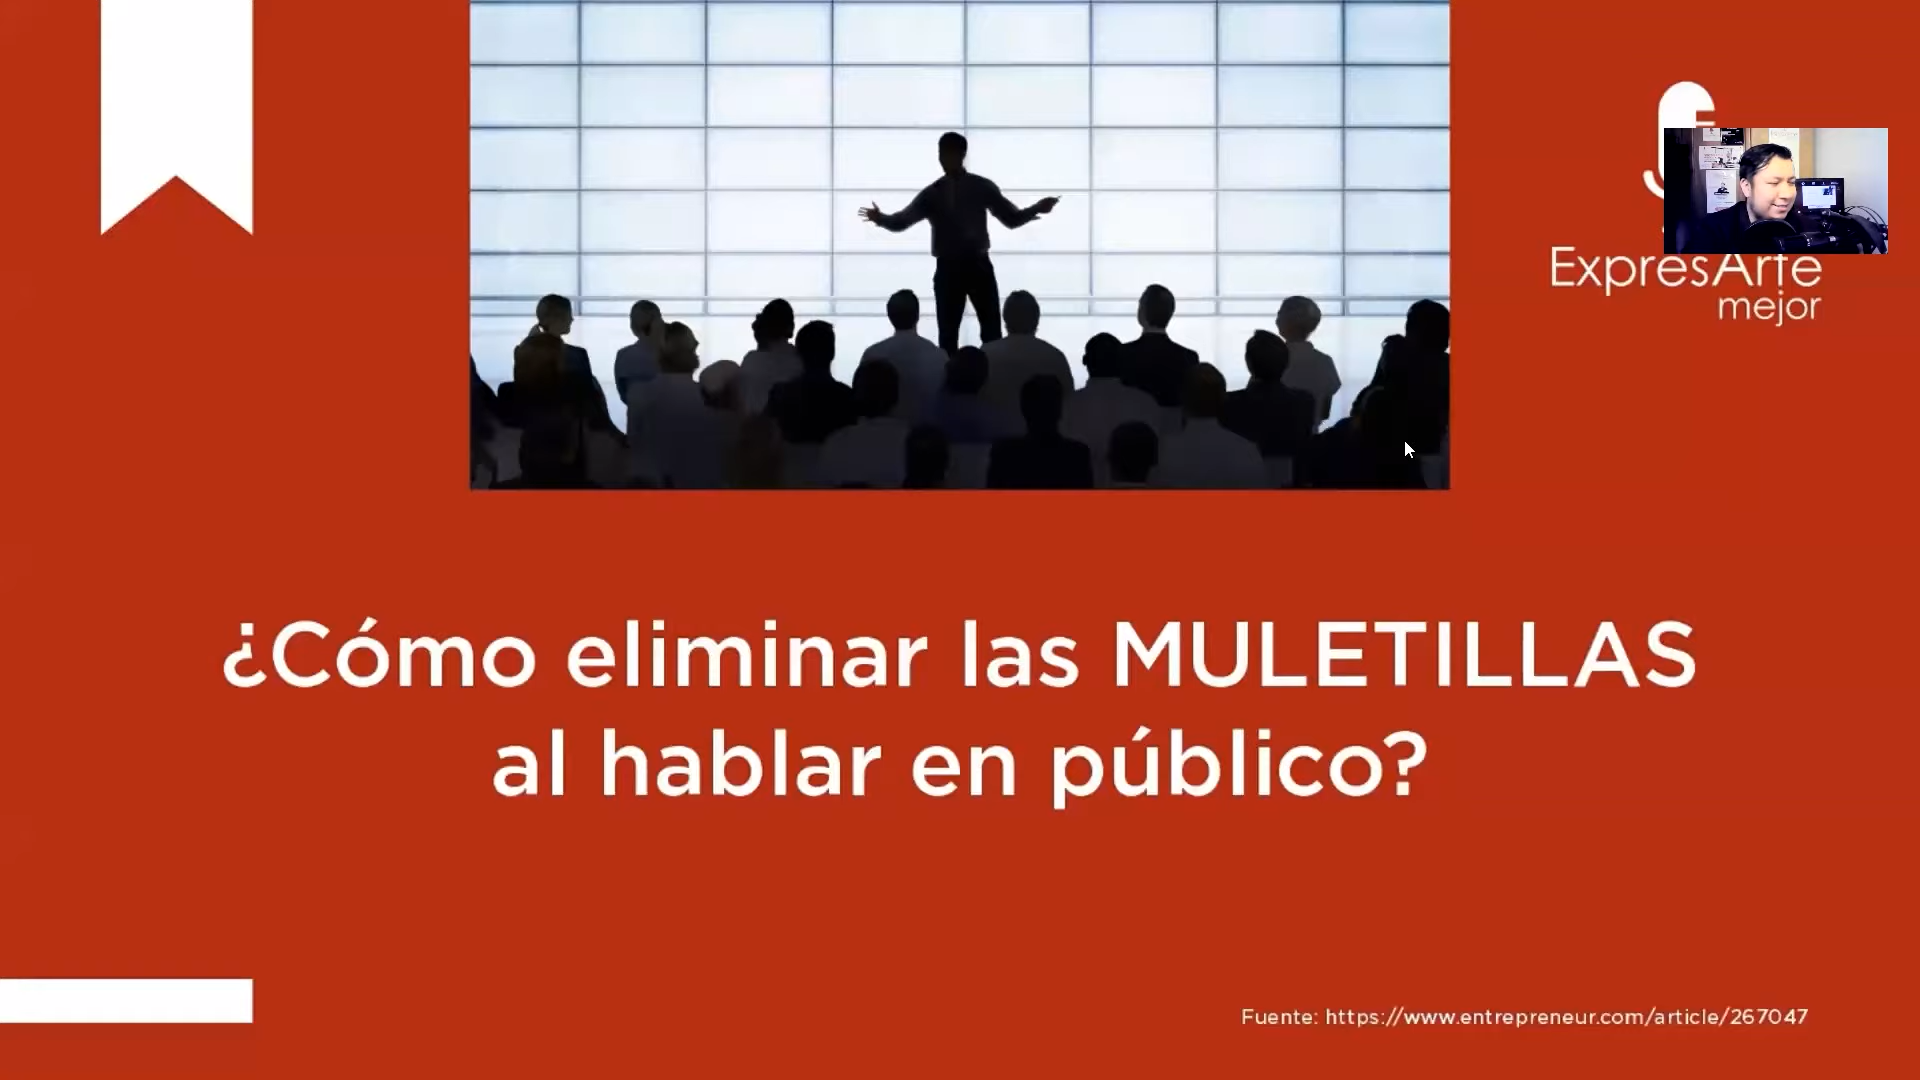 ExpresArte
mejor
¿Cómo eliminar las MULETILLAS
al hablar en público?
Fuente: https://www.entrepreneur.com/article/267047